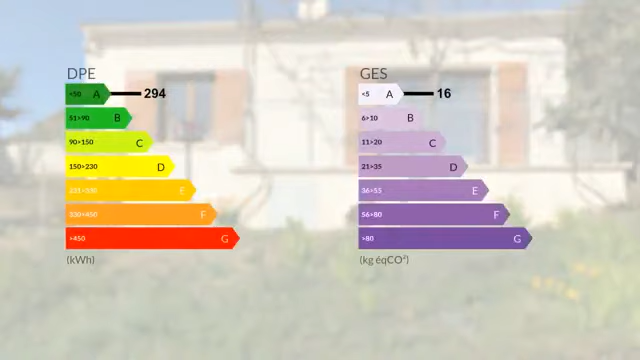 DPE
<50 A 294
51>90 B
90>150 C
150>230 D
231>330 E
330>450 F
>450 G
(kWh)
GES
<5 A 16
6>10 B
11>20 C
21>35 D
36>55 E
56>80 F
>80 G
(kg éqCO²)